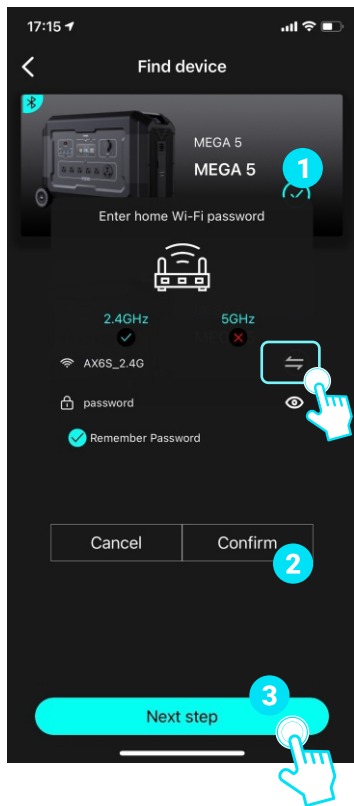 17:15
Find device
MEGA 5
MEGA 5
1
Enter home Wi-Fi password
2.4GHz
5GHz
AX6S_2.4G
password
Remember Password
Cancel
Confirm
2
3
Next step